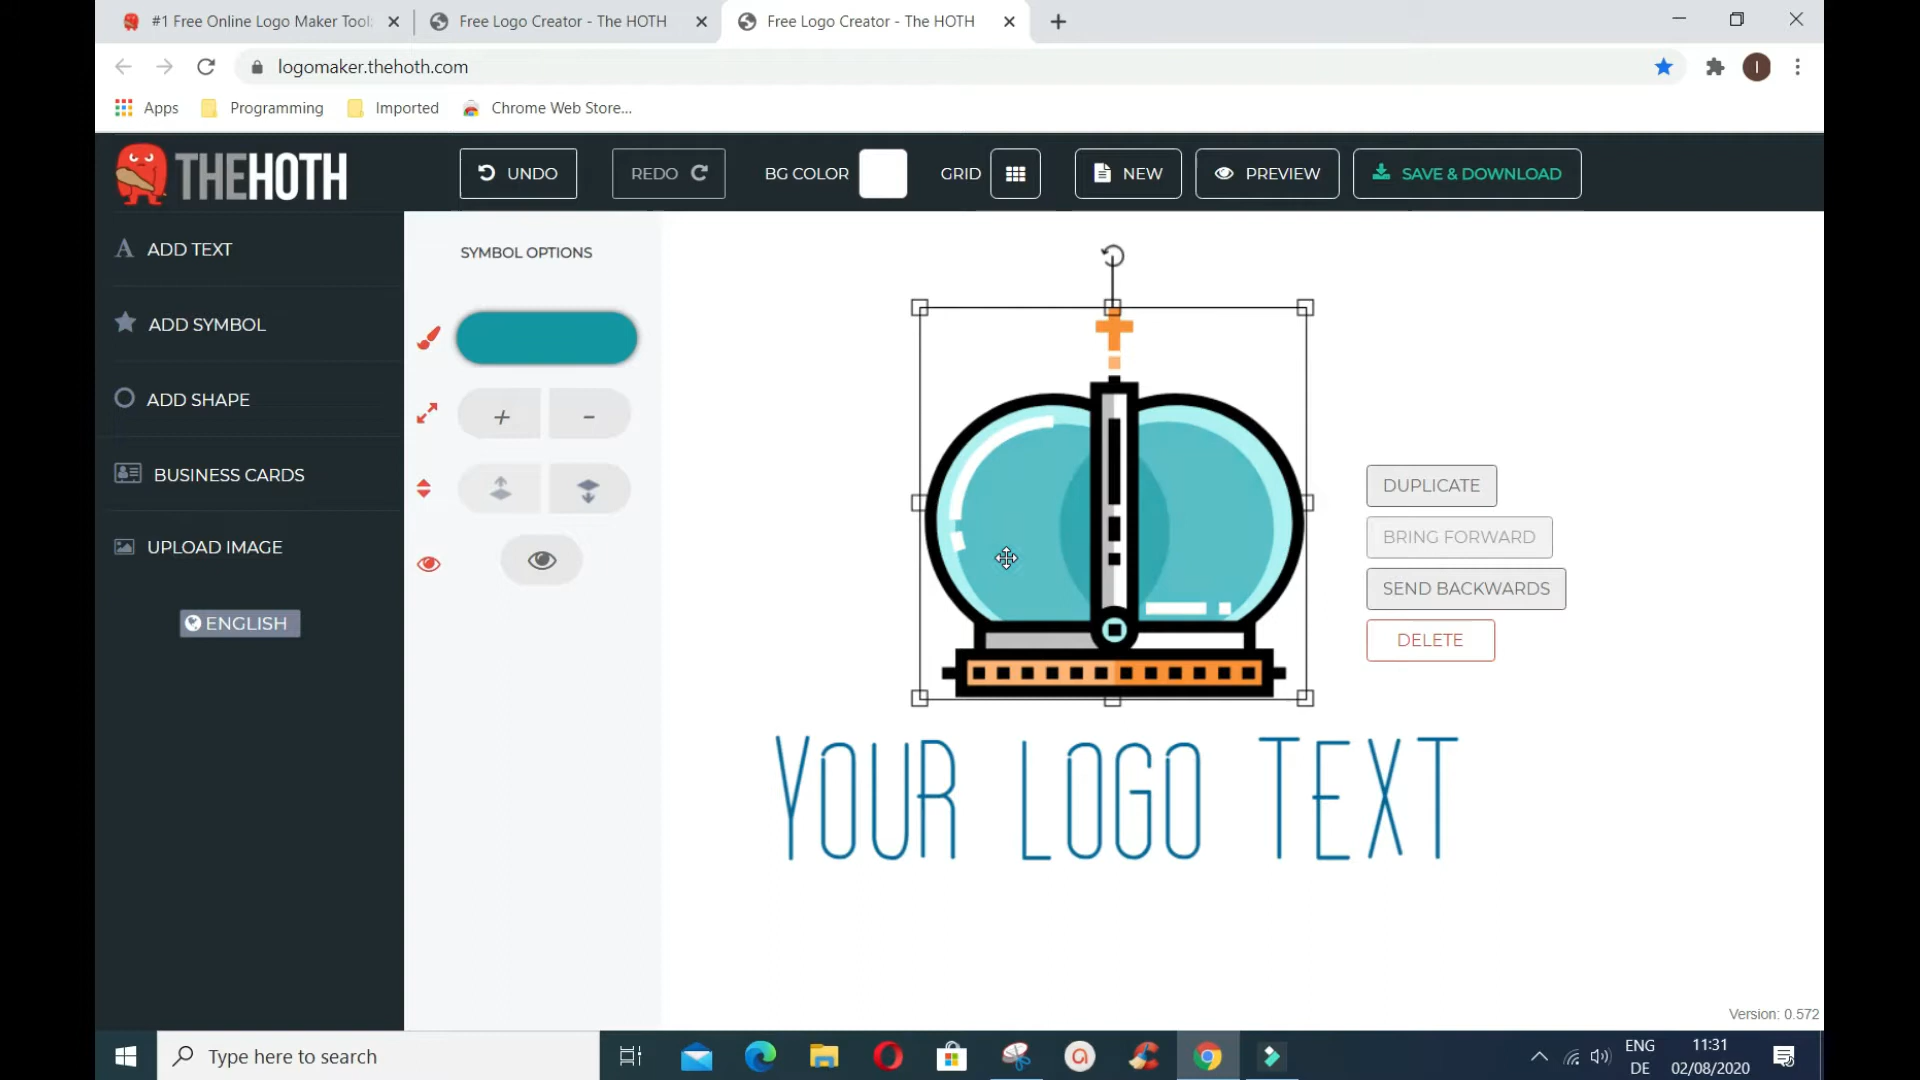 #1 Free Online Logo Maker Tool:
Free Logo Creator - The HOTH
Free Logo Creator - The HOTH
logomaker.thehoth.com
I
Apps
Programming
Imported
Chrome Web Store...
THEHOTH
UNDO
REDO
BG COLOR
GRID
NEW
PREVIEW
SAVE & DOWNLOAD
ADD TEXT
ADD SYMBOL
ADD SHAPE
BUSINESS CARDS
UPLOAD IMAGE
ENGLISH
SYMBOL OPTIONS
+ -
DUPLICATE
BRING FORWARD
SEND BACKWARDS
DELETE
YOUR LOGO TEXT
Version: 0.572
Type here to search
ENG
DE
11:31
02/08/2020